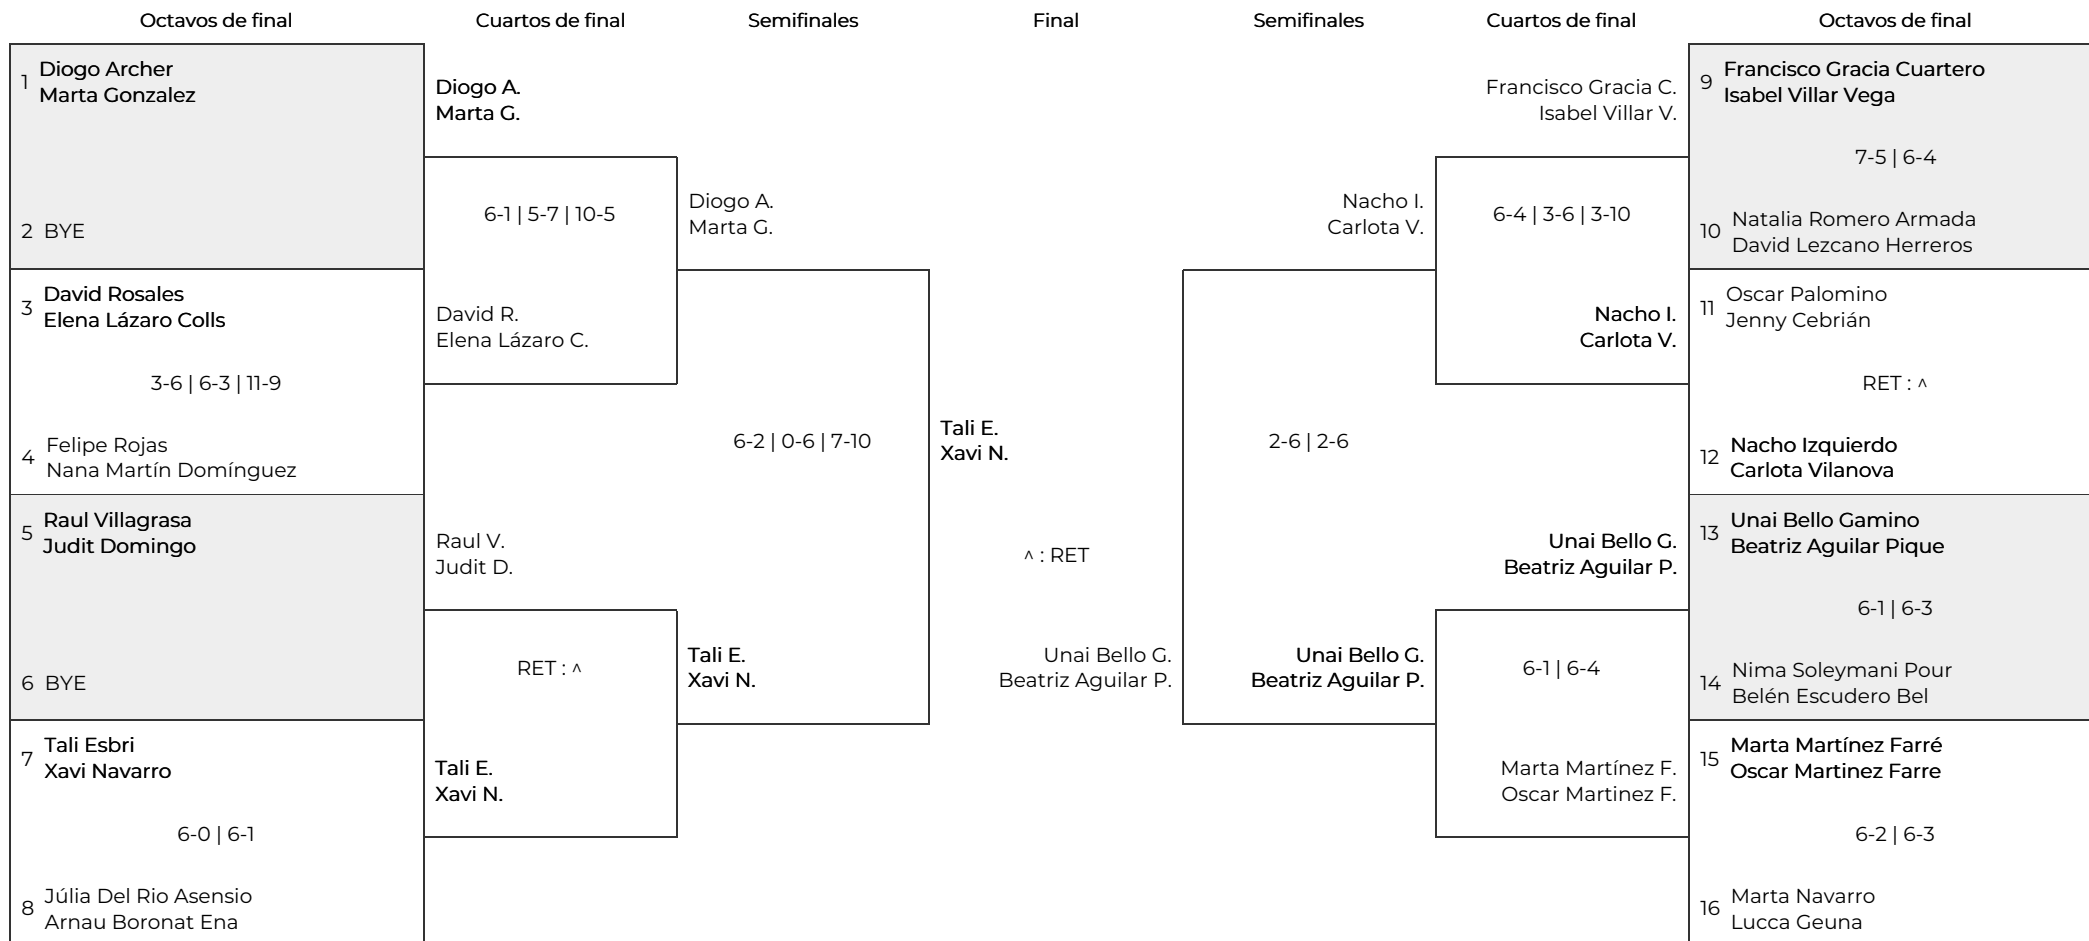 Octavos de final
Cuartos de final
Semifinales
Final
Semifinales
Cuartos de final
Octavos de final
1
Diogo Archer
Marta Gonzalez
2 BYE
3
David Rosales
Elena Lázaro Colls
3-6 | 6-3 | 11-9
4
Felipe Rojas
Nana Martín Domínguez
5
Raul Villagrasa
Judit Domingo
6 BYE
7
Tali Esbri
Xavi Navarro
6-0 | 6-1
8
Júlia Del Rio Asensio
Arnau Boronat Ena
Diogo A.
Marta G.
6-1 | 5-7 | 10-5
David R.
Elena Lázaro C.
Raul V.
Judit D.
RET : ^
Tali E.
Xavi N.
Diogo A.
Marta G.
6-2 | 0-6 | 7-10
Tali E.
Xavi N.
Tali E.
Xavi N.
^ : RET
Unai Bello G.
Beatriz Aguilar P.
Nacho I.
Carlota V.
2-6 | 2-6
Unai Bello G.
Beatriz Aguilar P.
Francisco Gracia C.
Isabel Villar V.
6-4 | 3-6 | 3-10
Nacho I.
Carlota V.
Unai Bello G.
Beatriz Aguilar P.
6-1 | 6-4
Marta Martínez F.
Oscar Martinez F.
9
Francisco Gracia Cuartero
Isabel Villar Vega
7-5 | 6-4
10
Natalia Romero Armada
David Lezcano Herreros
11
Oscar Palomino
Jenny Cebrián
RET : ^
12
Nacho Izquierdo
Carlota Vilanova
13
Unai Bello Gamino
Beatriz Aguilar Pique
6-1 | 6-3
14
Nima Soleymani Pour
Belén Escudero Bel
15
Marta Martínez Farré
Oscar Martinez Farre
6-2 | 6-3
16
Marta Navarro
Lucca Geuna